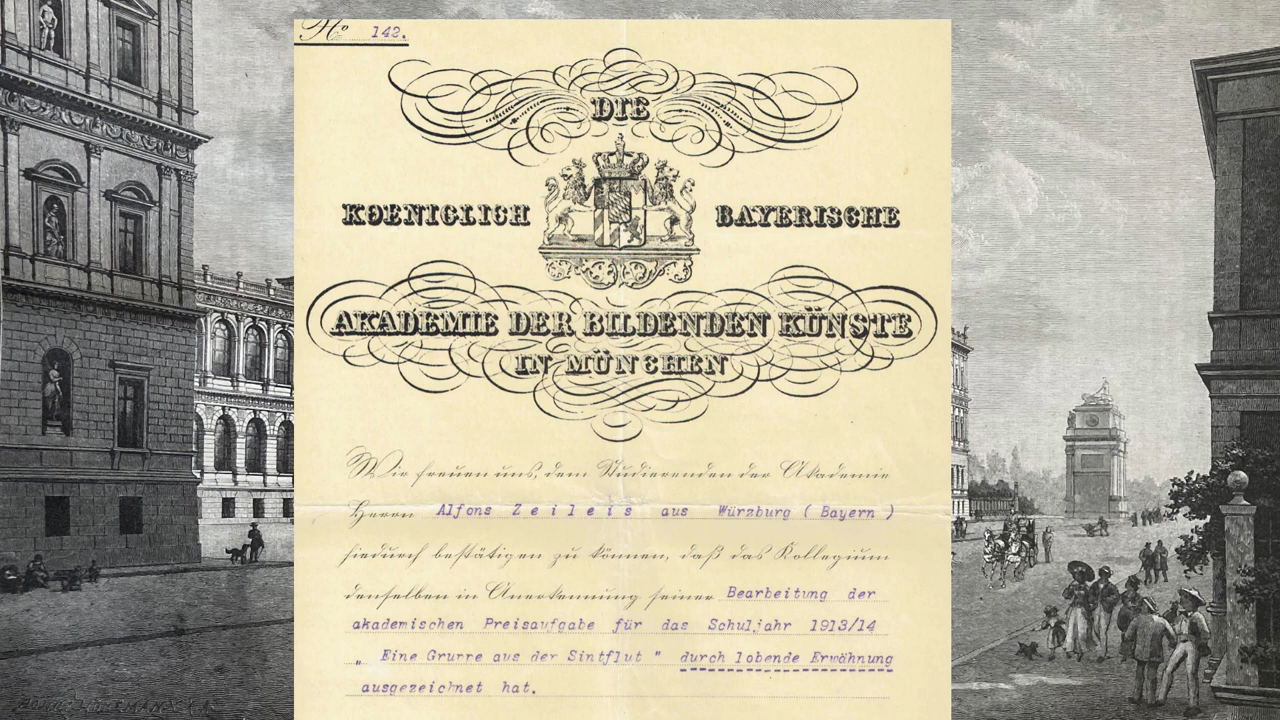 No 142.
DIE
KOENIGLICH BAYERISCHE
AKADEMIE DER BILDENDEN KÜNSTE
IN MÜNCHEN
Wir freuen uns, dem Studierenden der Akademie
Herrn Alfons Zeileis aus Würzburg ( Bayern )
hiedurch bestätigen zu können, daß das Kollegium
denselben in Anerkennung seiner Bearbeitung der
akademischen Preisaufgabe für das Schuljahr 1913/14
„ Eine Gruppe aus der Sintflut " durch lobende Erwähnung
ausgezeichnet hat.